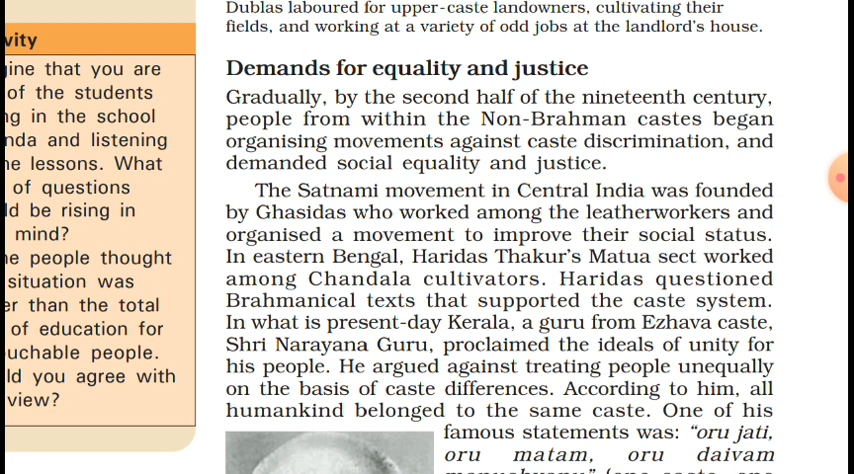 Dublas laboured for upper-caste landowners, cultivating their
fields, and working at a variety of odd jobs at the landlord's house.
Demands for equality and justice
Gradually, by the second half of the nineteenth century,
people from within the Non-Brahman castes began
organising movements against caste discrimination, and
demanded social equality and justice.
The Satnami movement in Central India was founded
by Ghasidas who worked among the leatherworkers and
organised a movement to improve their social status.
In eastern Bengal, Haridas Thakur's Matua sect worked
among Chandala cultivators. Haridas questioned
Brahmanical texts that supported the caste system.
In what is present-day Kerala, a guru from Ezhava caste,
Shri Narayana Guru, proclaimed the ideals of unity for
his people. He argued against treating people unequally
on the basis of caste differences. According to him, all
humankind belonged to the same caste. One of his
famous statements was: "oru jati,
oru matam, oru daivam
vity
gine that you are
of the students
ng in the school
nda and listening
he lessons. What
of questions
ld be rising in
mind?
ne people thought
situation was
er than the total
of education for
ouchable people.
ld you agree with
view?